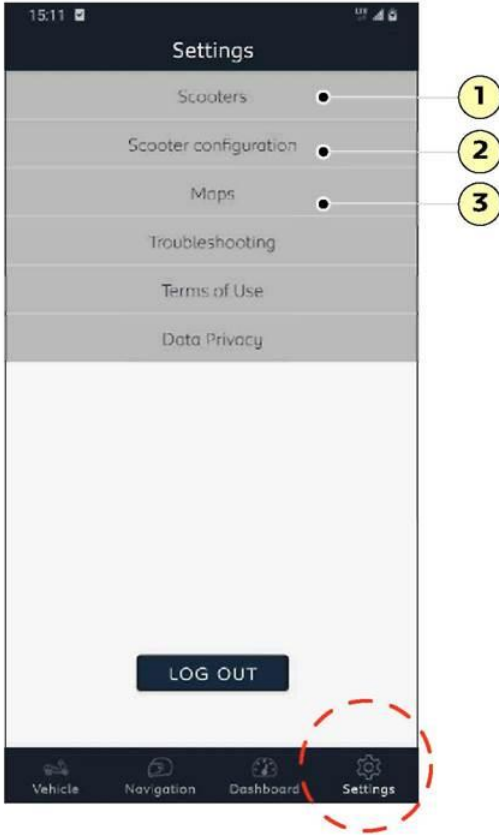 15:11
LTE
Settings
Scooters
1
Scooter configuration
2
Maps
3
Troubleshooting
Terms of Use
Data Privacy
LOG OUT
Vehicle Navigation Dashboard Settings